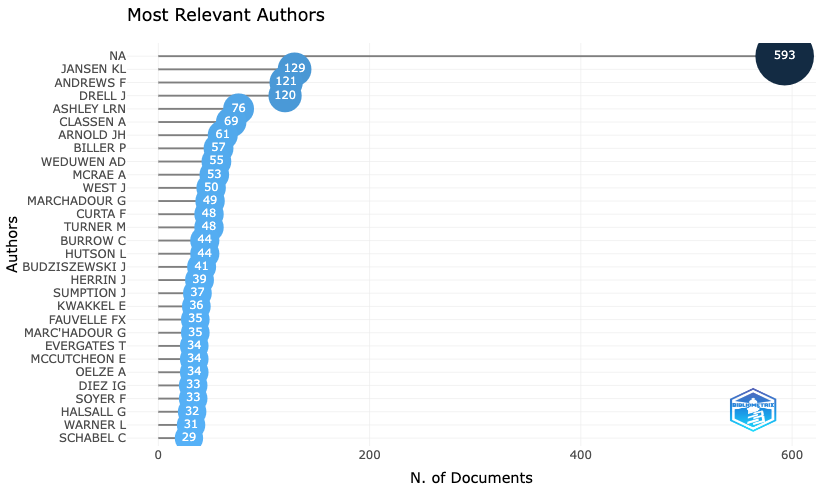 Most Relevant Authors
Authors
NA 593
JANSEN KL 129
ANDREWS F 121
DRELL J 120
ASHLEY LRN 76
CLASSEN A 69
ARNOLD JH 61
BILLER P 57
WEDUWEN AD 55
MCRAE A 53
WEST J 50
MARCHADOUR G 49
CURTA F 48
TURNER M 48
BURROW C 44
HUTSON L 44
BUDZISZEWSKI J 41
HERRIN J 39
SUMPTION J 37
KWAKKEL E 36
FAUVELLE FX 35
MARC'HADOUR G 35
EVERGATES T 34
MCCUTCHEON E 34
OELZE A 34
DIEZ IG 33
SOYER F 33
HALSALL G 32
WARNER L 31
SCHABEL C 29
0 200 400 600
N. of Documents
BIBLIOMETRIX